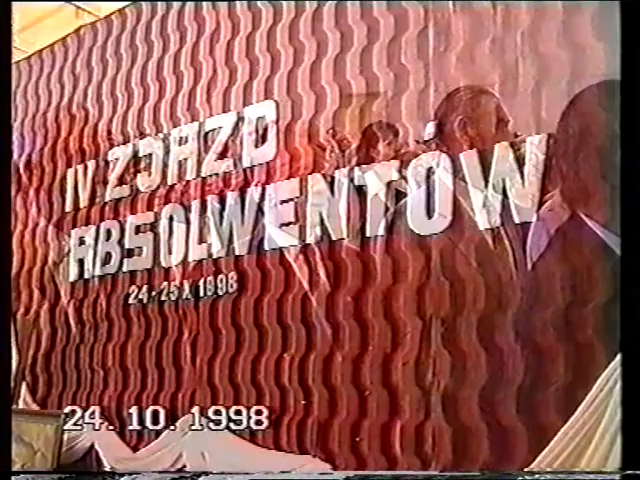 IV ZJAZD
ABSOLWENTÓW
24-25 X 1998
24. 10. 1998